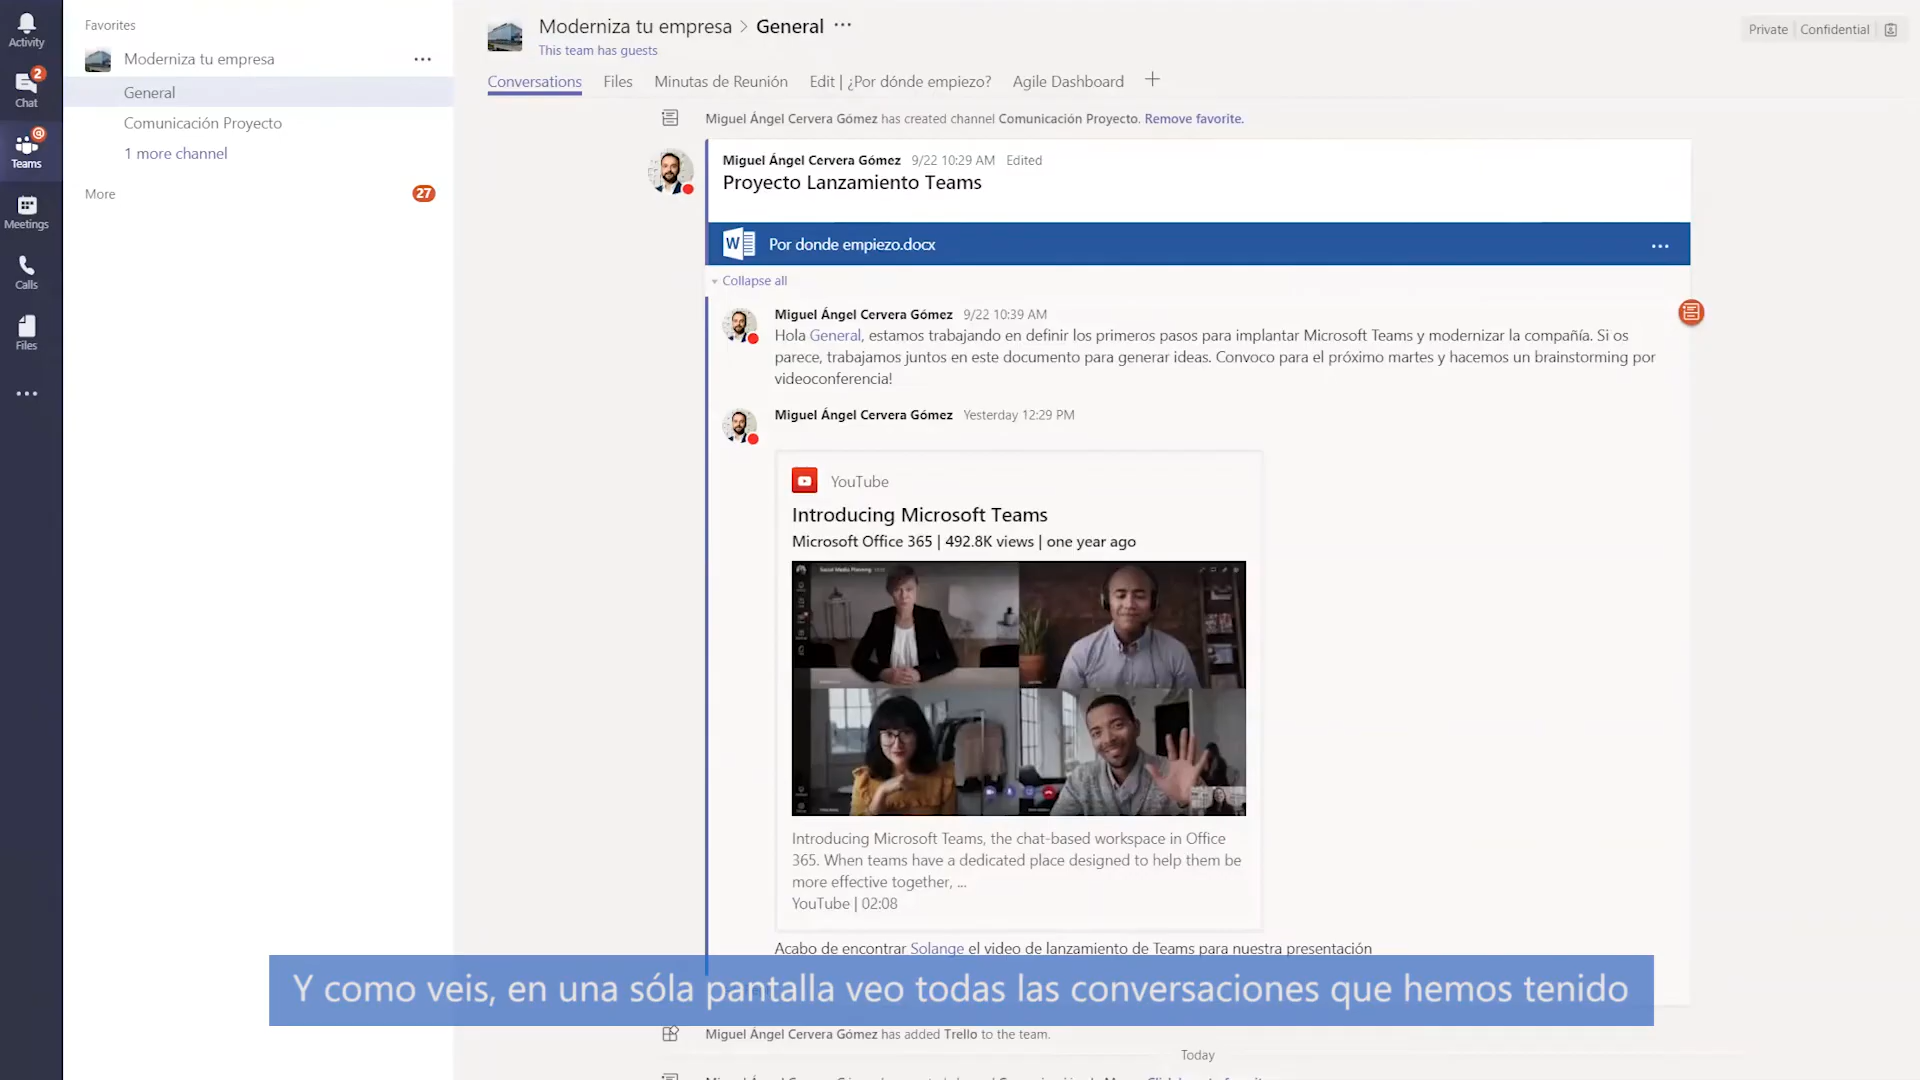 Activity
2
Chat
@
Teams
Meetings
Calls
Files
Favorites
Moderniza tu empresa
General
Comunicación Proyecto
1 more channel
More
27
Moderniza tu empresa > General
This team has guests
Private
Confidential
Conversations
Files
Minutas de Reunión
Edit | ¿Por dónde empiezo?
Agile Dashboard
Miguel Ángel Cervera Gómez has created channel Comunicación Proyecto. Remove favorite.
Miguel Ángel Cervera Gómez 9/22 10:29 AM Edited
Proyecto Lanzamiento Teams
W
Por donde empiezo.docx
Collapse all
Miguel Ángel Cervera Gómez 9/22 10:39 AM
Hola General, estamos trabajando en definir los primeros pasos para implantar Microsoft Teams y modernizar la compañía. Si os
parece, trabajamos juntos en este documento para generar ideas. Convoco para el próximo martes y hacemos un brainstorming por
videoconferencia!
Miguel Ángel Cervera Gómez Yesterday 12:29 PM
YouTube
Introducing Microsoft Teams
Microsoft Office 365 | 492.8K views | one year ago
Social Media Planning
Introducing Microsoft Teams, the chat-based workspace in Office
365. When teams have a dedicated place designed to help them be
more effective together, ...
YouTube | 02:08
Acabo de encontrar Solange el video de lanzamiento de Teams para nuestra presentación
Y como veis, en una sóla pantalla veo todas las conversaciones que hemos tenido
Miguel Ángel Cervera Gómez has added Trello to the team.
Today